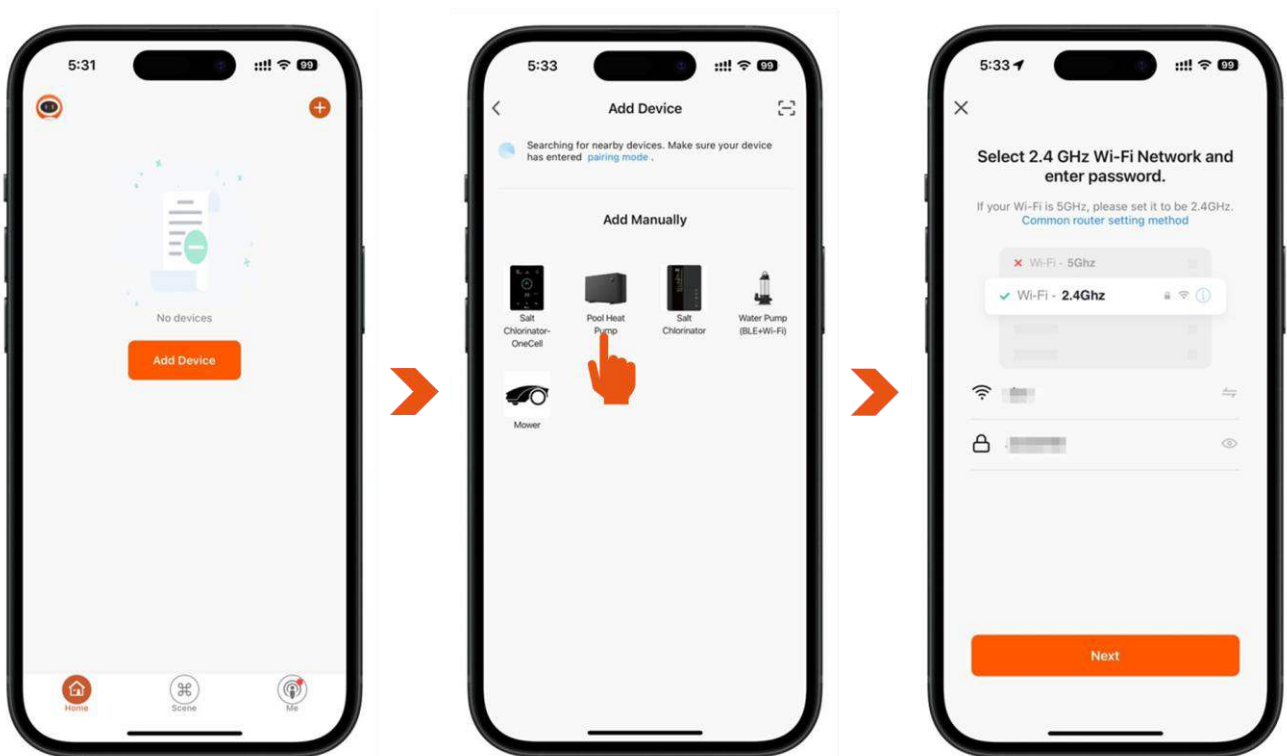 5:31
99
No devices
Add Device
Home
Scene
Me
5:33
99
Add Device
Searching for nearby devices. Make sure your device
has entered pairing mode .
Add Manually
Salt
Chlorinator-
OneCell
Pool Heat
Pump
Salt
Chlorinator
Water Pump
(BLE+Wi-Fi)
Mower
5:33
99
Select 2.4 GHz Wi-Fi Network and
enter password.
If your Wi-Fi is 5GHz, please set it to be 2.4GHz.
Common router setting method
Wi-Fi - 5Ghz
Wi-Fi - 2.4Ghz
Next